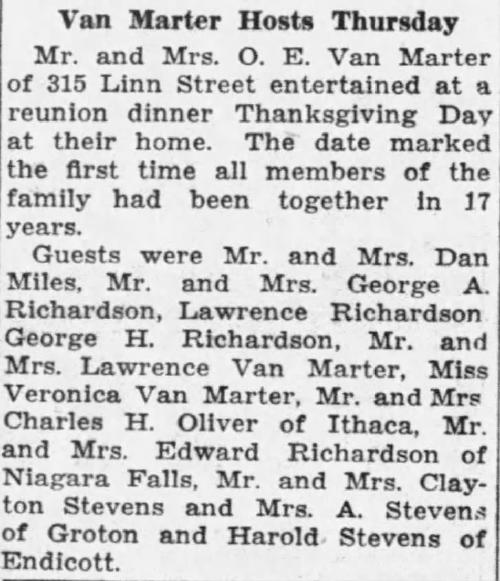 Van Marter Hosts Thursday
Mr. and Mrs. O. E. Van Marter
of 315 Linn Street entertained at a
reunion dinner Thanksgiving Day
at their home. The date marked
the first time all members of the
family had been together in 17
years.
Guests were Mr. and Mrs. Dan
Miles, Mr. and Mrs. George A.
Richardson, Lawrence Richardson
George H. Richardson, Mr. and
Mrs. Lawrence Van Marter, Miss
Veronica Van Marter, Mr. and Mrs
Charles H. Oliver of Ithaca, Mr.
and Mrs. Edward Richardson of
Niagara Falls, Mr. and Mrs. Clay-
ton Stevens and Mrs. A. Stevens
of Groton and Harold Stevens of
Endicott.